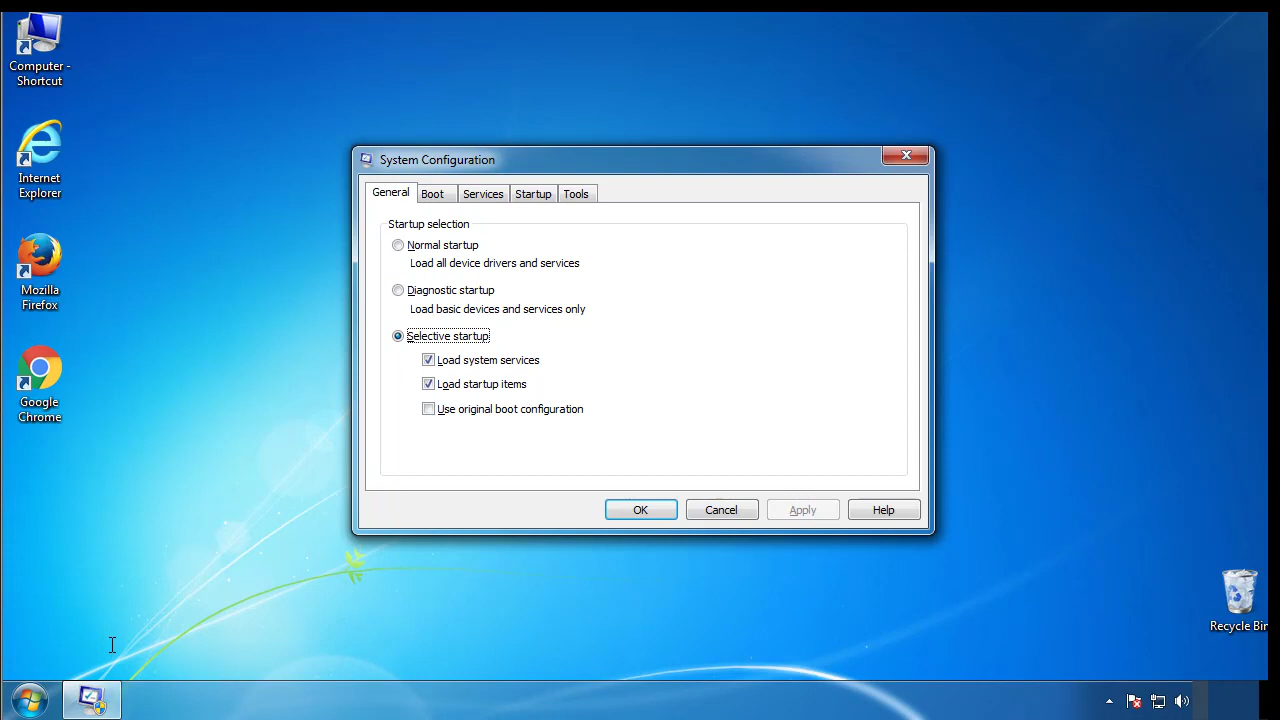 Computer -
Shortcut
Internet
Explorer
Mozilla
Firefox
Google
Chrome
System Configuration
General Boot Services Startup Tools
Startup selection
Normal startup
Load all device drivers and services
Diagnostic startup
Load basic devices and services only
Selective startup
Load system services
Load startup items
Use original boot configuration
OK Cancel Apply Help
Recycle Bin